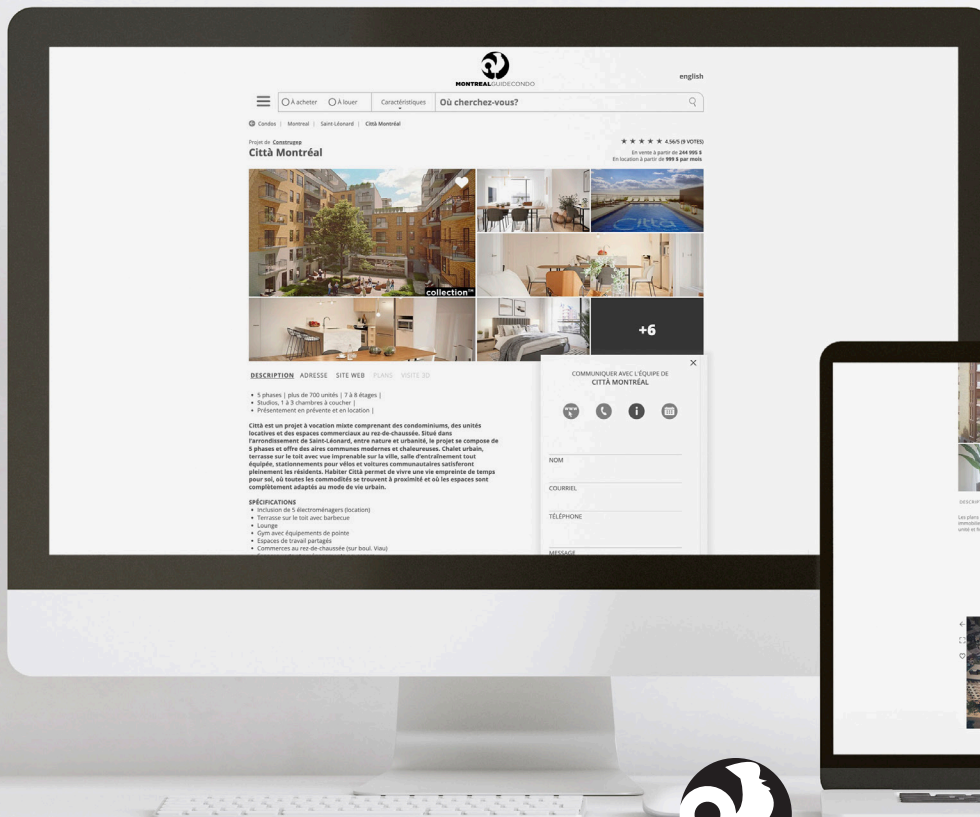 MONTREALGUIDECONDO
english
À acheter À louer Caractéristiques Où cherchez-vous?
Condos | Montreal | Saint-Léonard | Città Montréal
Projet de Construgep
Città Montréal
4.56/5 (9 VOTES)
En vente à partir de 244 995 $
En location à partir de 999 $ par mois
collection™
+6
DESCRIPTION ADRESSE SITE WEB PLANS VISITE 3D
• 5 phases | plus de 700 unités | 7 à 8 étages |
• Studios, 1 à 3 chambres à coucher |
• Présentement en prévente et en location |
Città est un projet à vocation mixte comprenant des condominiums, des unités
locatives et des espaces commerciaux au rez-de-chaussée. Situé dans
l'arrondissement de Saint-Léonard, entre nature et urbanité, le projet se compose de
5 phases et offre des aires communes modernes et chaleureuses. Chalet urbain,
terrasse sur le toit avec vue imprenable sur la ville, salle d'entraînement tout
équipée, stationnements pour vélos et voitures communautaires satisferont
pleinement les résidents. Habiter Città permet de vivre une vie empreinte de temps
pour soi, où toutes les commodités se trouvent à proximité et où les espaces sont
complètement adaptés au mode de vie urbain.
SPÉCIFICATIONS
• Inclusion de 5 électroménagers (location)
• Terrasse sur le toit avec barbecue
• Lounge
• Gym avec équipements de pointe
• Espaces de travail partagés
• Commerces au rez-de-chaussée (sur boul. Viau)
COMMUNIQUER AVEC L'ÉQUIPE DE
CITTÀ MONTRÉAL
www
NOM
COURRIEL
TÉLÉPHONE
MESSAGE
DESCRIP
Les plans
immobilie
unité et